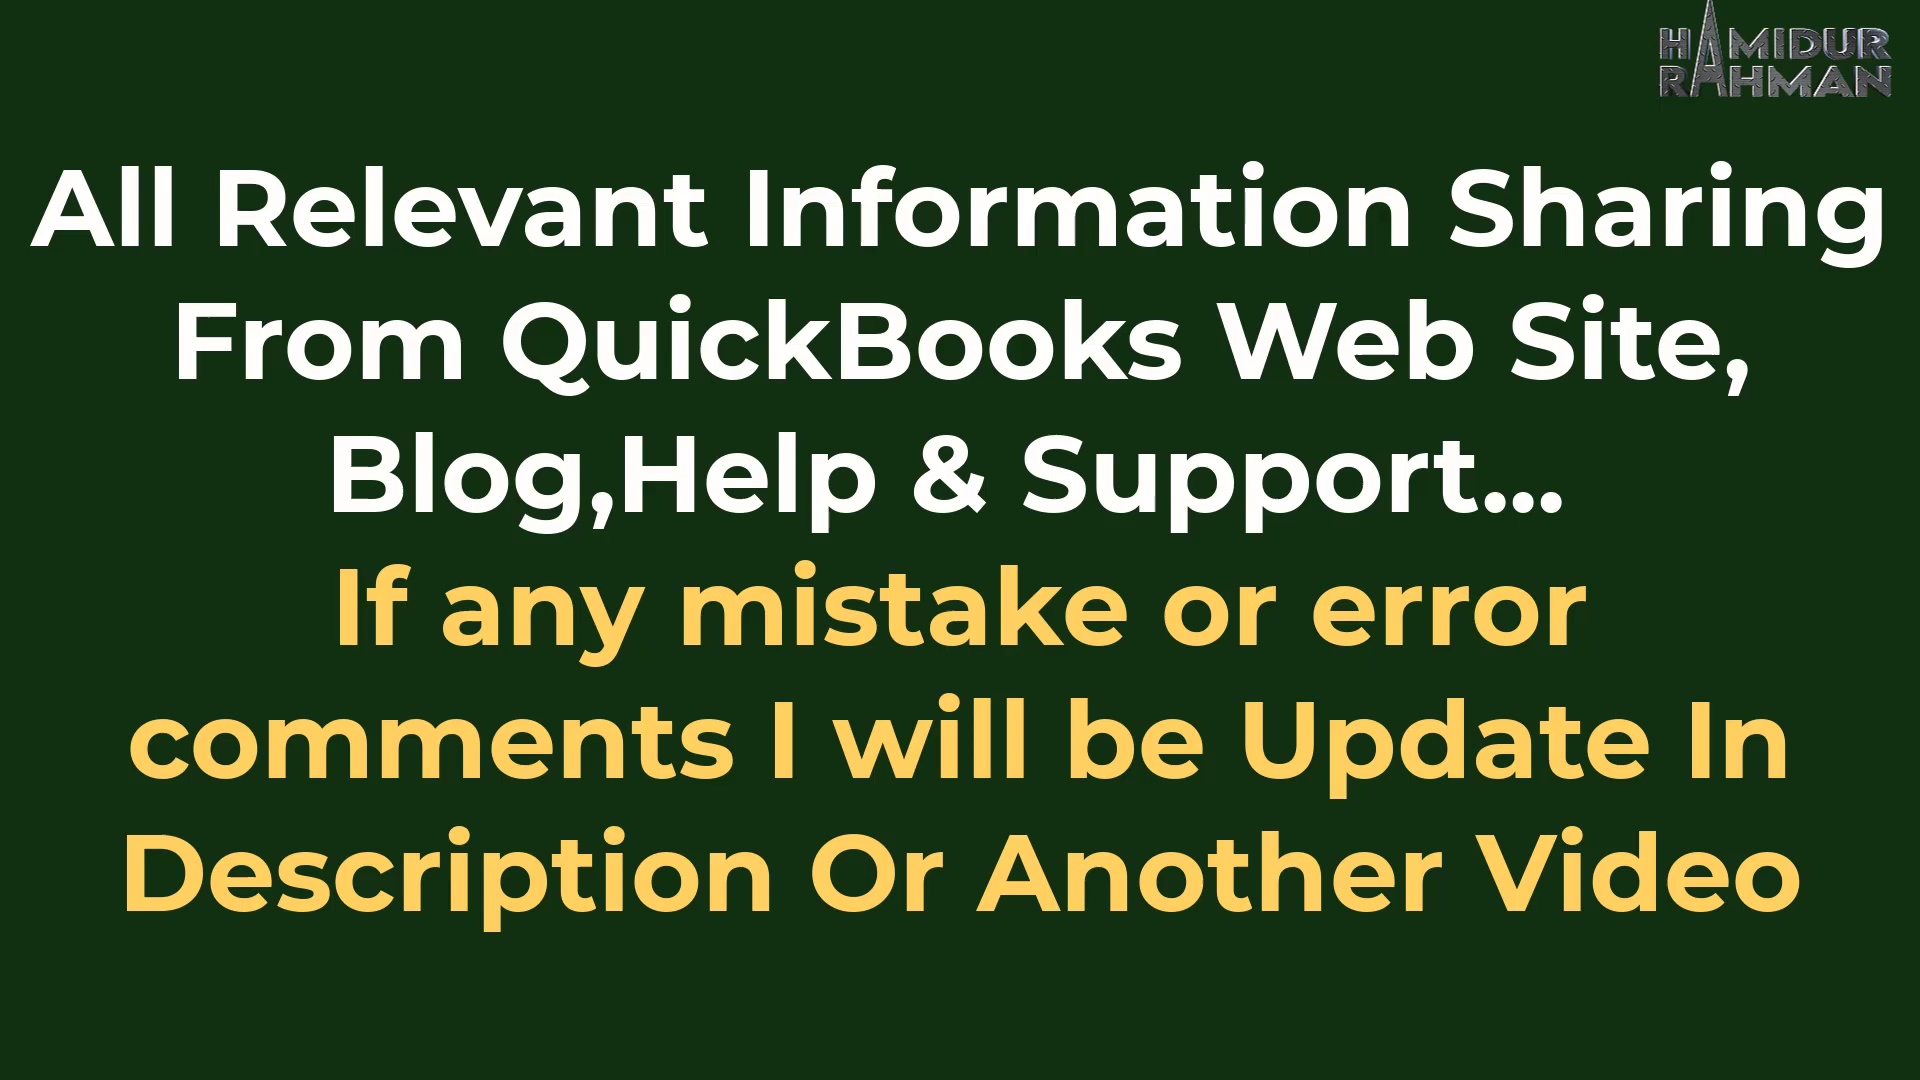 HAMIDUR
RAHMAN
All Relevant Information Sharing
From QuickBooks Web Site,
Blog,Help & Support...
If any mistake or error
comments I will be Update In
Description Or Another Video